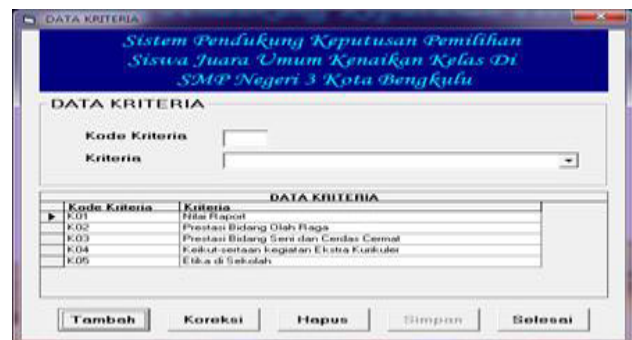 DATA KRITERIA
Sistem Pendukung Keputusan Pemilihan
Siswa Juara Umum Kenaikan Kelas Di
SMP Negeri 3 Kota Bengkulu
DATA KRITERIA
Kode Kriteria
Kriteria
DATA KRITERIA
Kode Kriteria Kriteria
K01 Nilai Raport
K02 Prestasi Bidang Olah Raga
K03 Prestasi Bidang Seni dan Cerdas Cermat
K04 Keikut-sertaan kegiatan Ekstra Kurikuler
K05 Etika di Sekolah
Tambah Koreksi Hapus Simpan Selesai